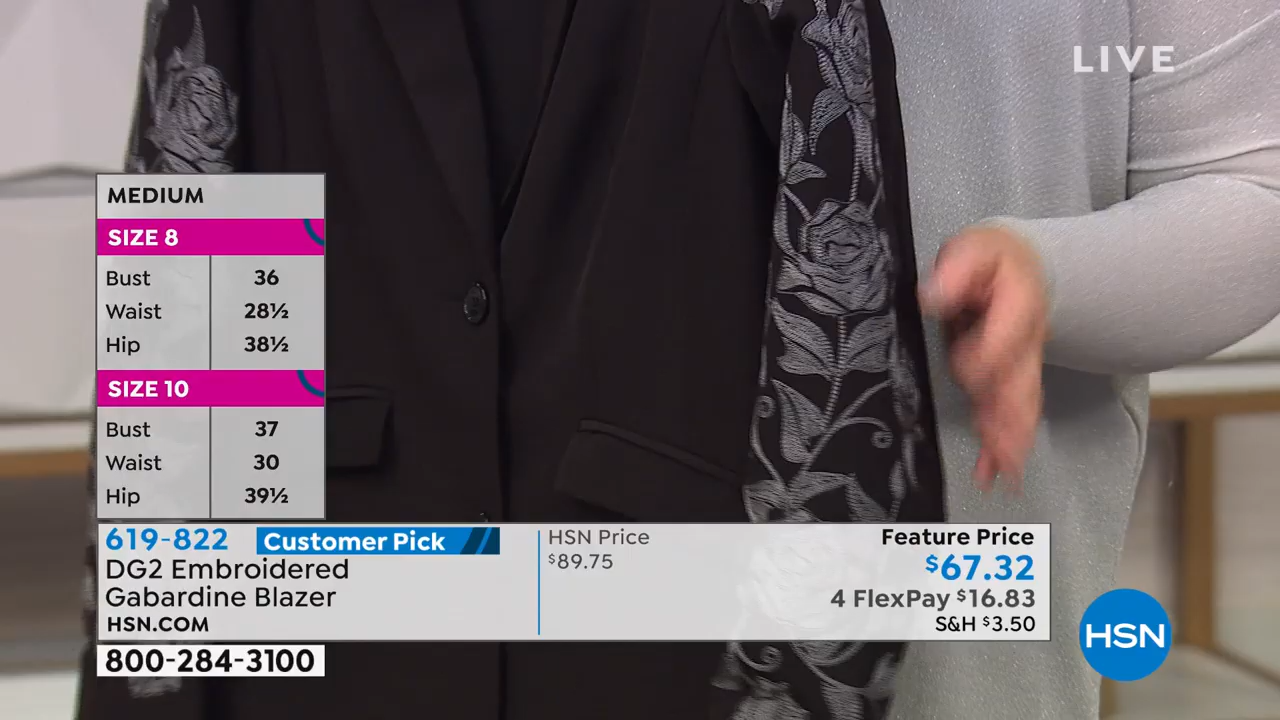 LIVE
MEDIUM
SIZE 8
Bust 36
Waist 28½
Hip 38½
SIZE 10
Bust 37
Waist 30
Hip 39½
619-822 Customer Pick
DG2 Embroidered
Gabardine Blazer
HSN.COM
HSN Price
$89.75
Feature Price
$67.32
4 FlexPay $16.83
S&H $3.50
HSN
800-284-3100